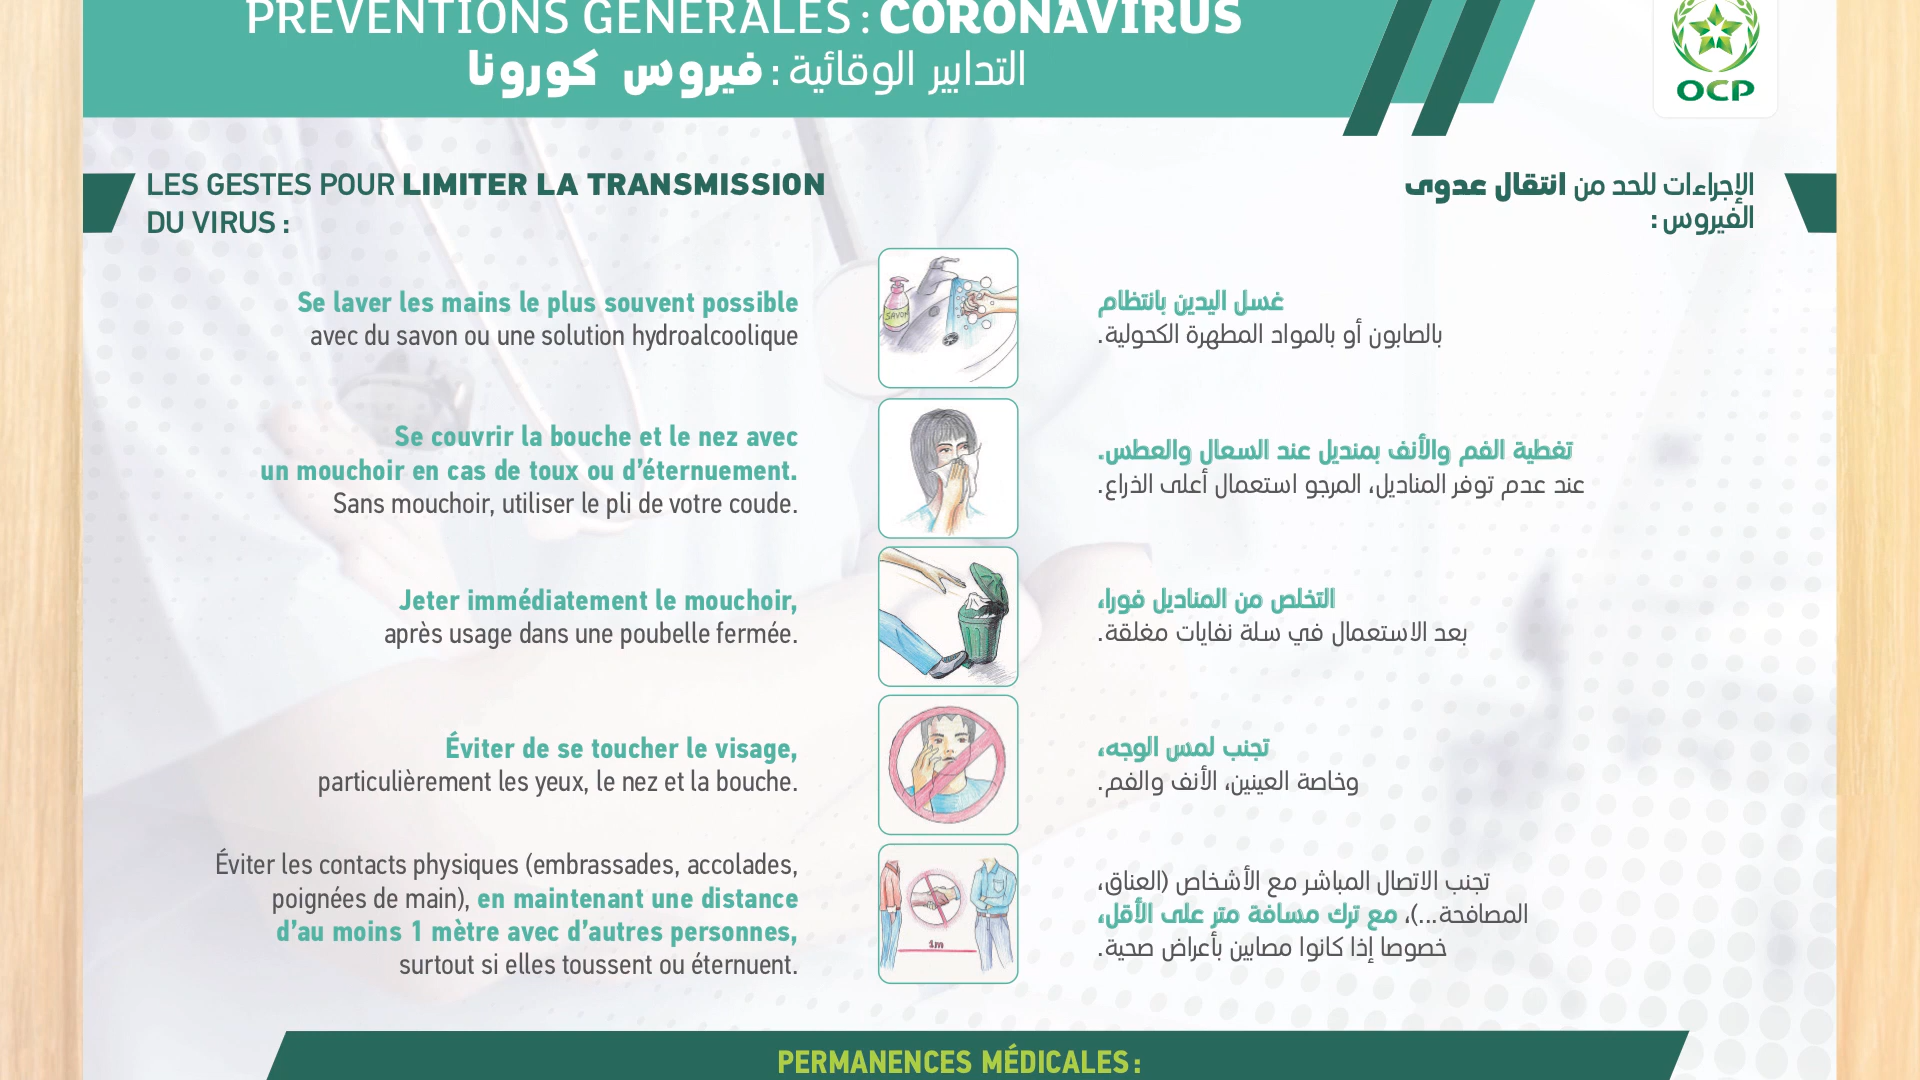 PRÉVENTIONS GÉNÉRALES : CORONAVIRUS
التدابير الوقائية : فيروس كورونا
OCP
LES GESTES POUR LIMITER LA TRANSMISSION
DU VIRUS :
الإجراءات للحد من انتقال عدوى
الفيروس :
Se laver les mains le plus souvent possible
avec du savon ou une solution hydroalcoolique
SAVON
غسل اليدين بانتظام
بالصابون أو بالمواد المطهرة الكحولية.
Se couvrir la bouche et le nez avec
un mouchoir en cas de toux ou d’éternuement.
Sans mouchoir, utiliser le pli de votre coude.
تغطية الفم والأنف بمنديل عند السعال والعطس.
عند عدم توفر المناديل، المرجو استعمال أعلى الذراع.
Jeter immédiatement le mouchoir,
après usage dans une poubelle fermée.
التخلص من المناديل فورا،
بعد الاستعمال في سلة نفايات مغلقة.
Éviter de se toucher le visage,
particulièrement les yeux, le nez et la bouche.
تجنب لمس الوجه،
وخاصة العينين، الأنف والفم.
Éviter les contacts physiques (embrassades, accolades,
poignées de main), en maintenant une distance
d’au moins 1 mètre avec d’autres personnes,
surtout si elles toussent ou éternuent.
1m
تجنب الاتصال المباشر مع الأشخاص (العناق،
المصافحة...)، مع ترك مسافة متر على الأقل،
خصوصا إذا كانوا مصابين بأعراض صحية.
PERMANENCES MÉDICALES :